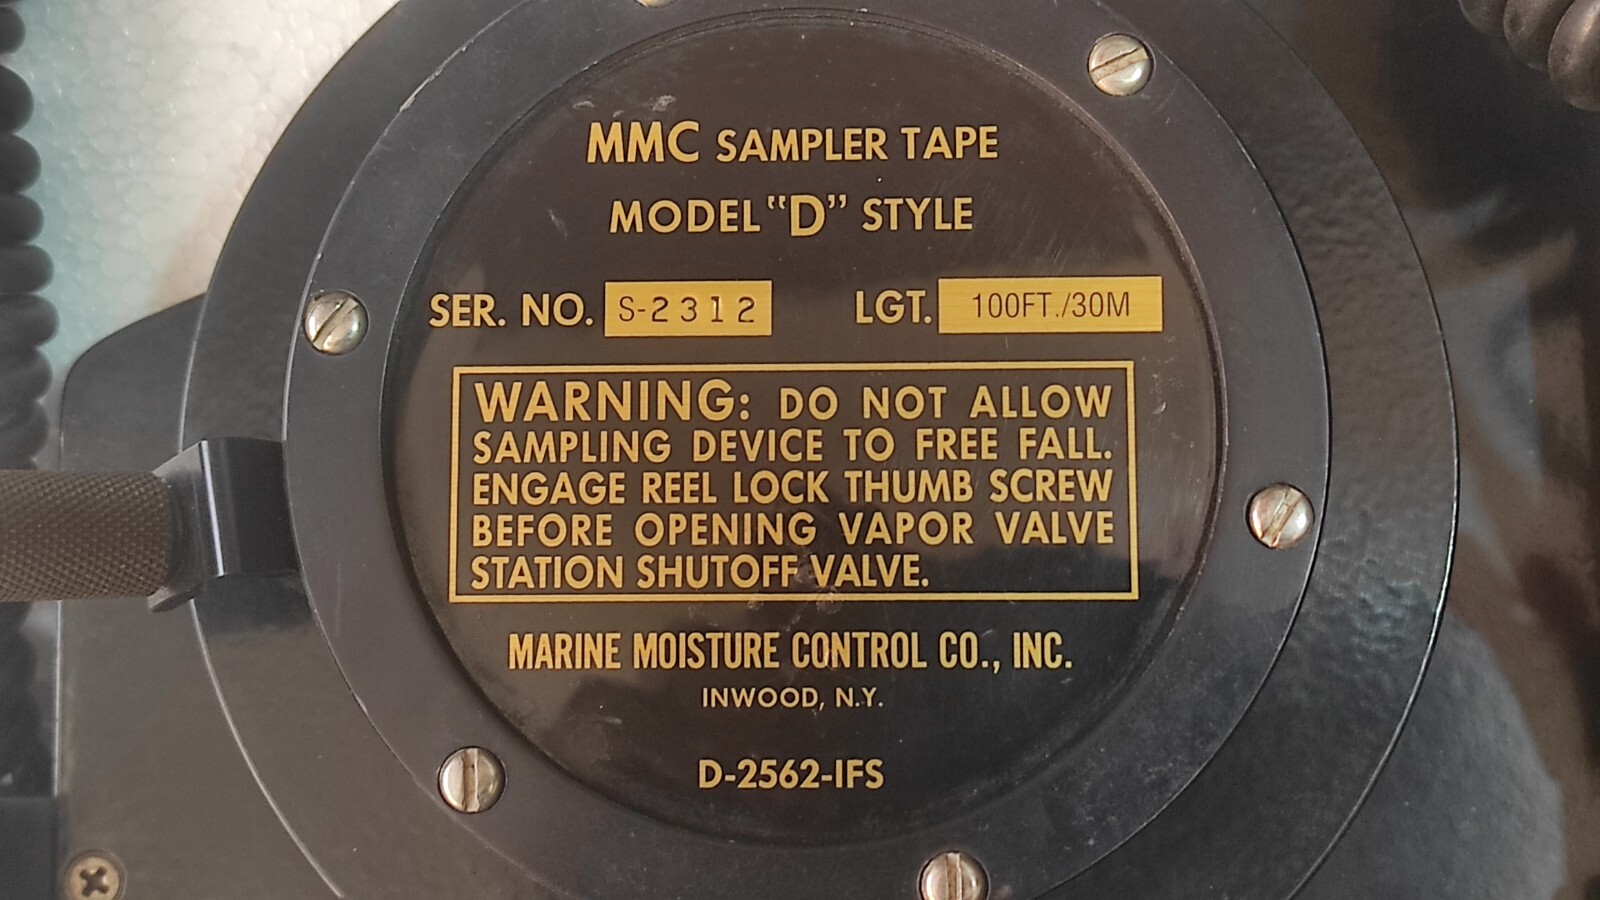 MMC SAMPLER TAPE
MODEL "D" STYLE
SER. NO. S-2312 LGT. 100FT./30M
WARNING: DO NOT ALLOW
SAMPLING DEVICE TO FREE FALL.
ENGAGE REEL LOCK THUMB SCREW
BEFORE OPENING VAPOR VALVE
STATION SHUTOFF VALVE.
MARINE MOISTURE CONTROL CO., INC.
INWOOD, N.Y.
D-2562-IFS